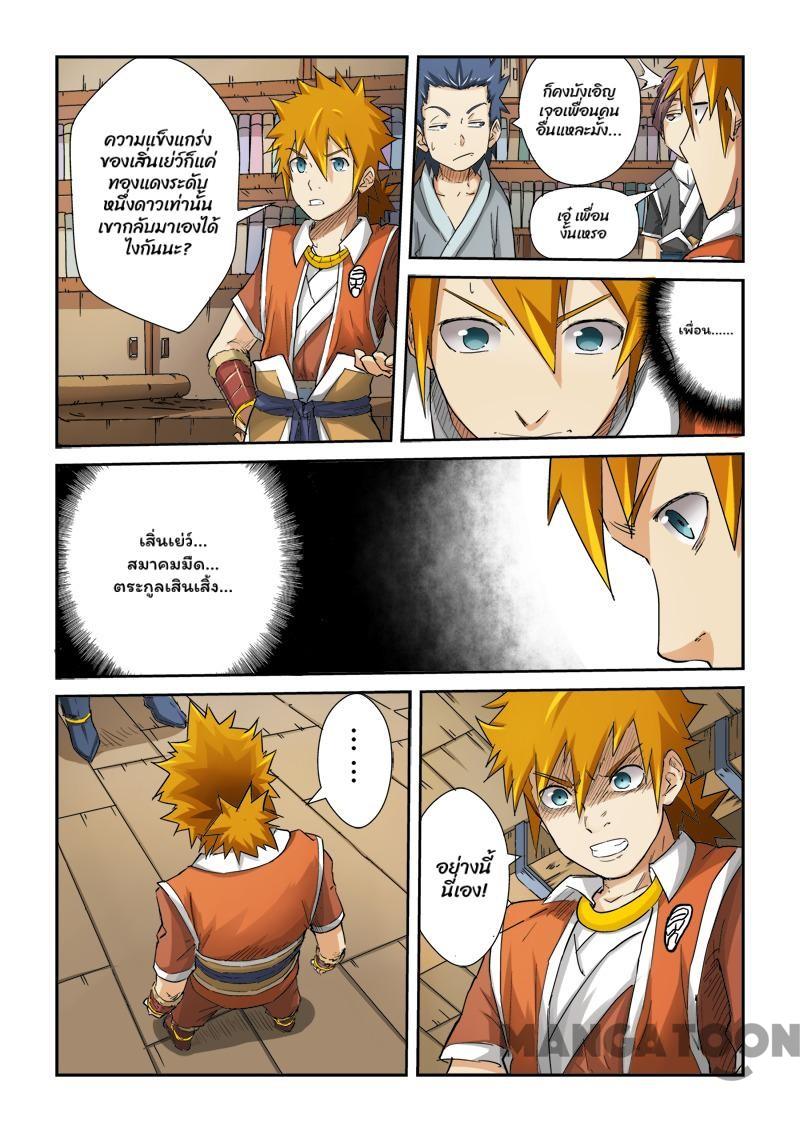 ความแข็งแกร่ง
ของเสิ่นเย่ว์ก็แค่
ทองแดงระดับ
หนึ่งดาวเท่านั้น
เขากลับมาเองได้
ไงกันนะ?
ก็คงบังเอิญ
เจอเพื่อนคน
อื่นแหละมั้ง...
เอ๋ เพื่อน
งั้นเหรอ
เพื่อน......
เสิ่นเย่ว์...
สมาคมมืด...
ตระกูลเสินเสิ้ง...
......
อย่างนี้
นี่เอง!
MANGATOON